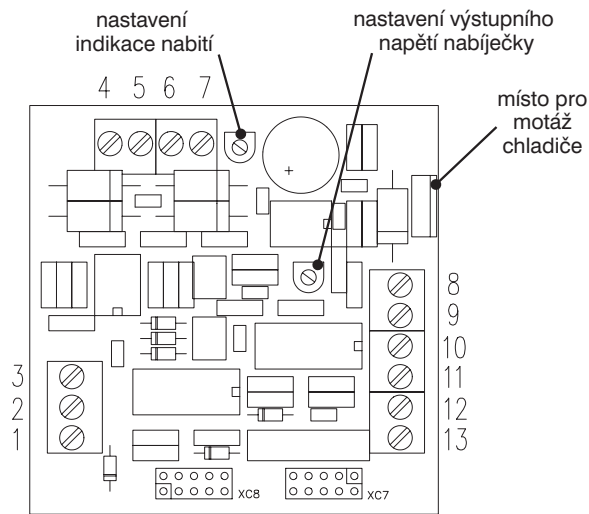 nastavení
indikace nabití
nastavení výstupního
napětí nabíječky
místo pro
motáž
chladiče
4 5 6 7
+
8
9
10
11
12
13
3
2
1
XC8
XC7